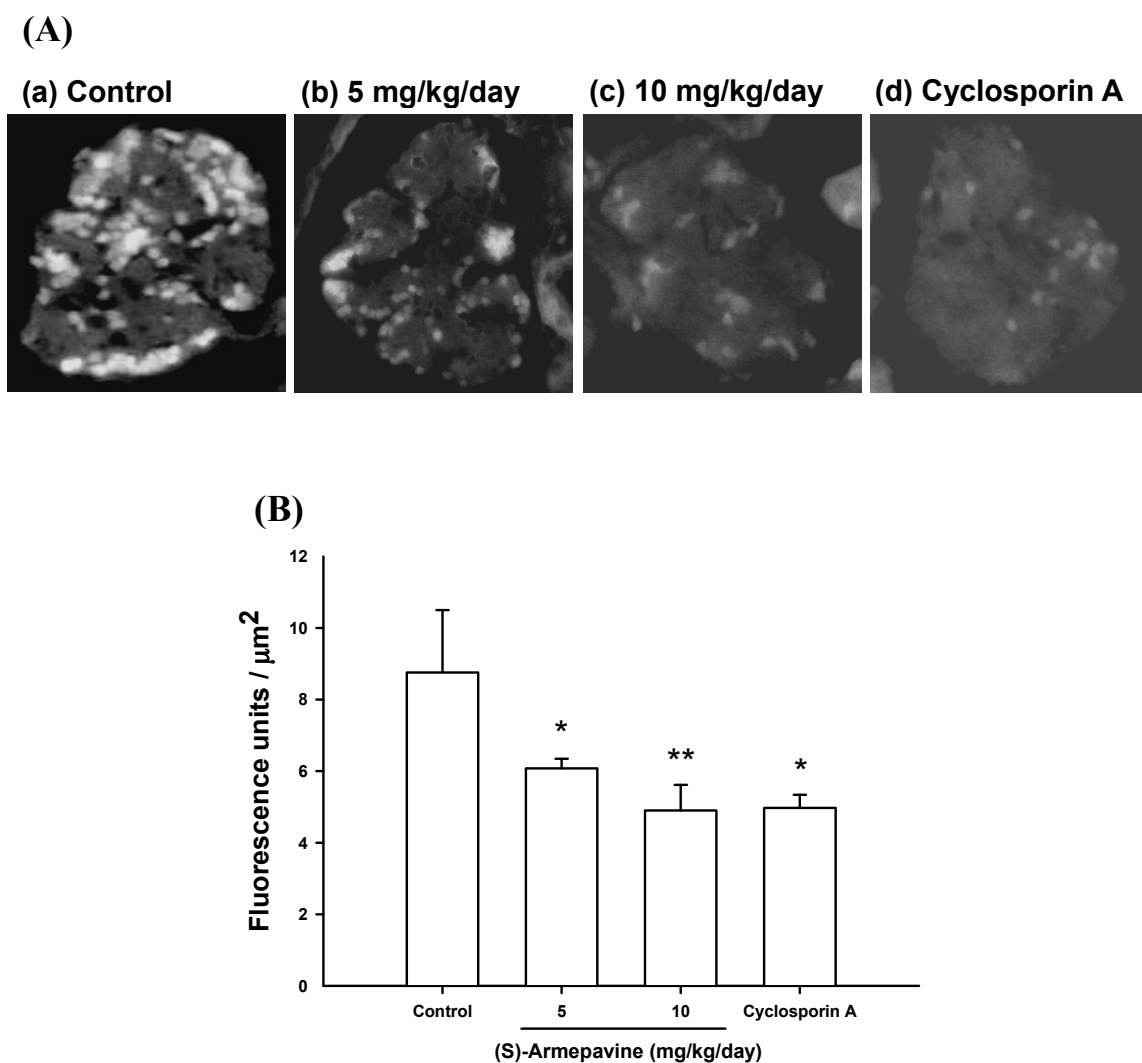 (A)
(a) Control (b) 5 mg/kg/day (c) 10 mg/kg/day (d) Cyclosporin A
(B)
Fluorescence units / μm²
12
10
8
6
4
2
0
*
**
*
Control 5 10 Cyclosporin A
(S)-Armepavine (mg/kg/day)